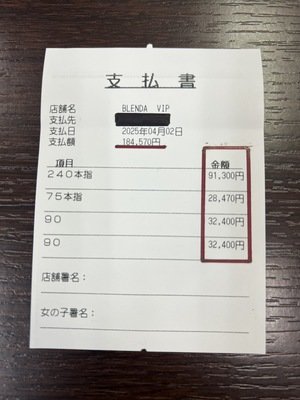 支払書
店舗名 BLENDA VIP
支払先
支払日 2025年04月02日
支払額 184,570円
項目 金額
240本指 91,300円
75本指 28,470円
90 32,400円
90 32,400円
店舗署名：
女の子署名：